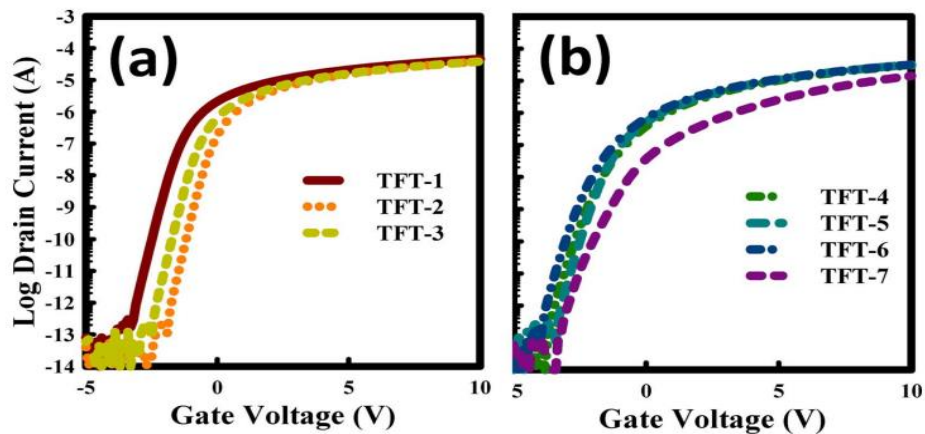 (a)
Log Drain Current (A)
-3
-4
-5
-6
-7
-8
-9
-10
-11
-12
-13
-14
TFT-1
TFT-2
TFT-3
-5 0 5 10
Gate Voltage (V)
(b)
TFT-4
TFT-5
TFT-6
TFT-7
5 0 5 10
Gate Voltage (V)